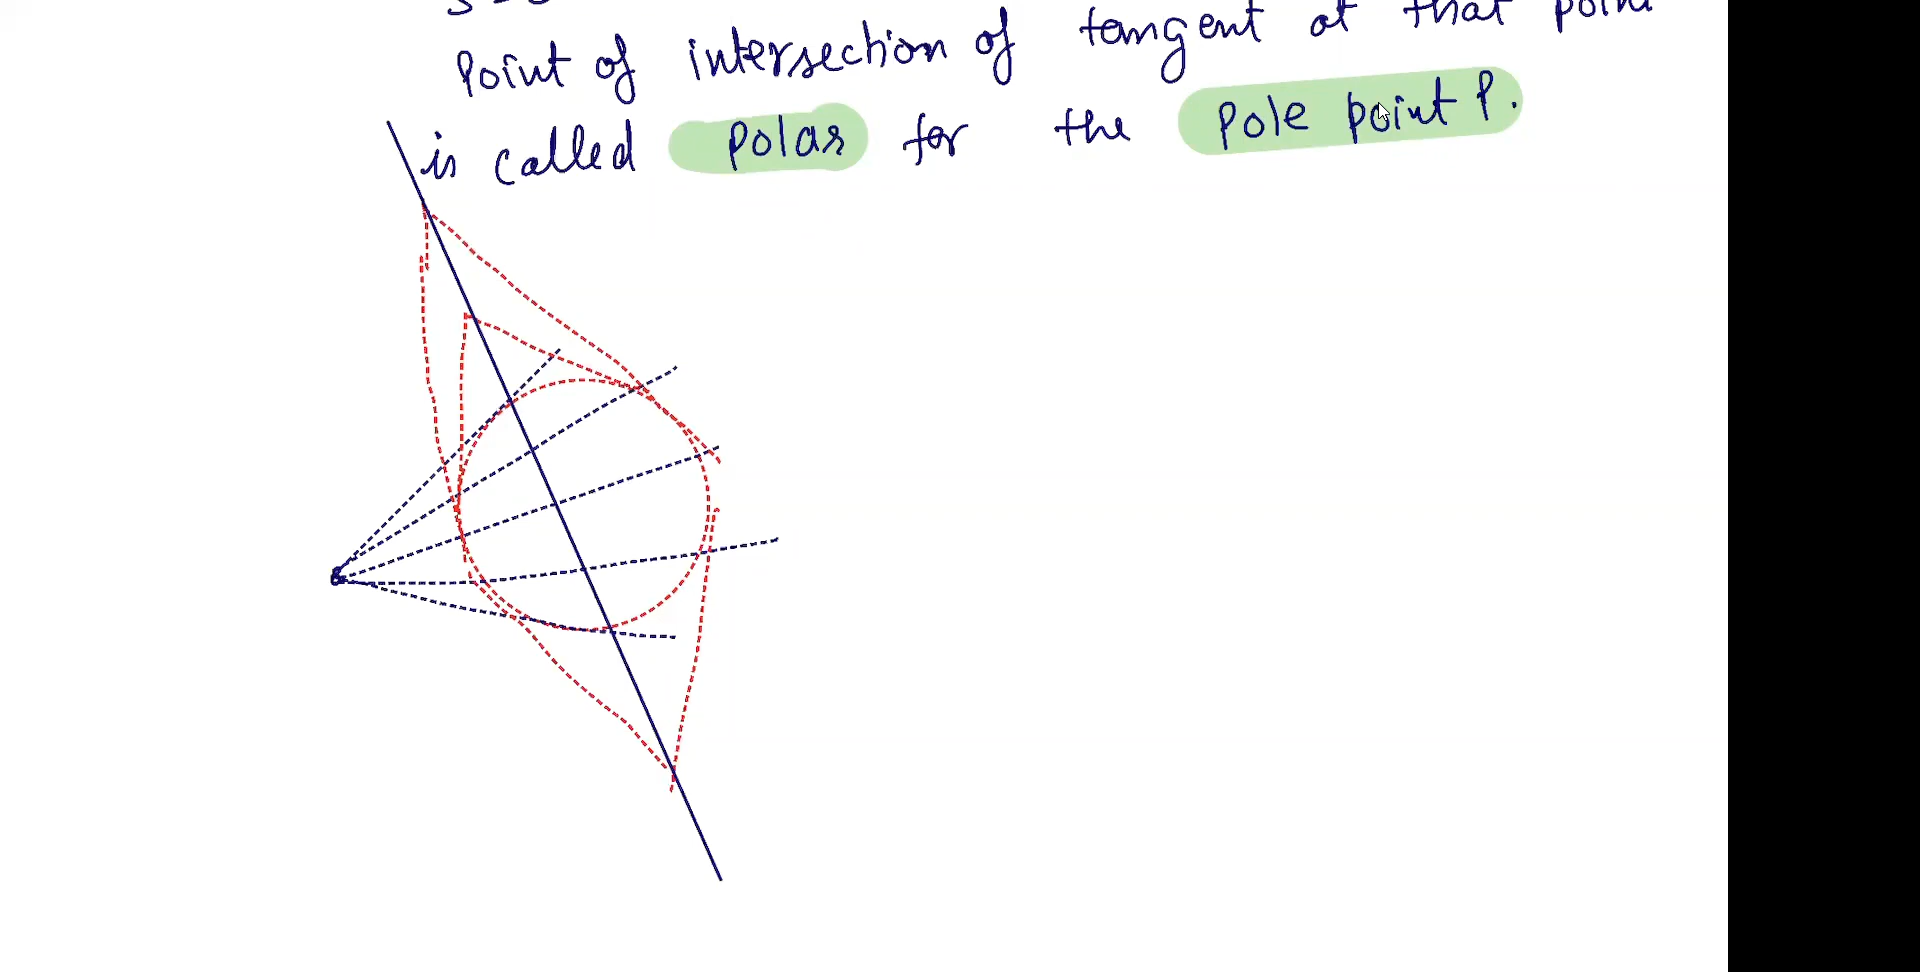 Point of intersection of tangent at that point
is called Polar for the Pole point P.